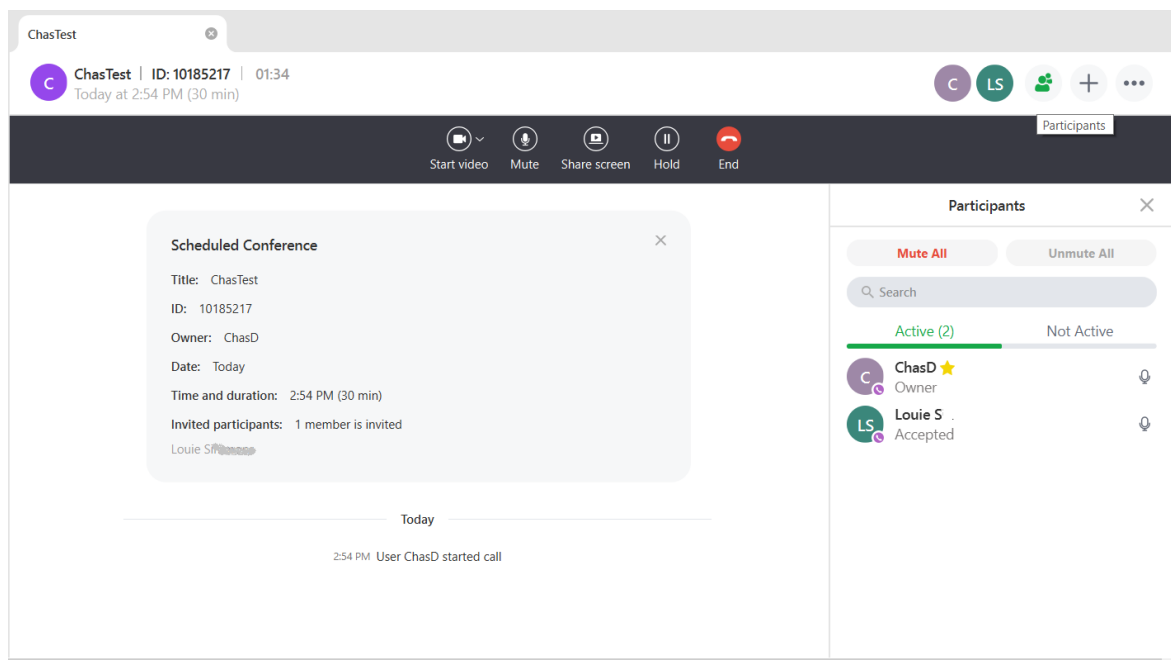 ChasTest
C ChasTest | ID: 10185217 | 01:34
Today at 2:54 PM (30 min)
C LS
Participants
Start video Mute Share screen Hold End
Participants
Mute All Unmute All
Search
Active (2) Not Active
C ChasD
Owner
LS Louie S
Accepted
Scheduled Conference
Title: ChasTest
ID: 10185217
Owner: ChasD
Date: Today
Time and duration: 2:54 PM (30 min)
Invited participants: 1 member is invited
Louie
Today
2:54 PM User ChasD started call